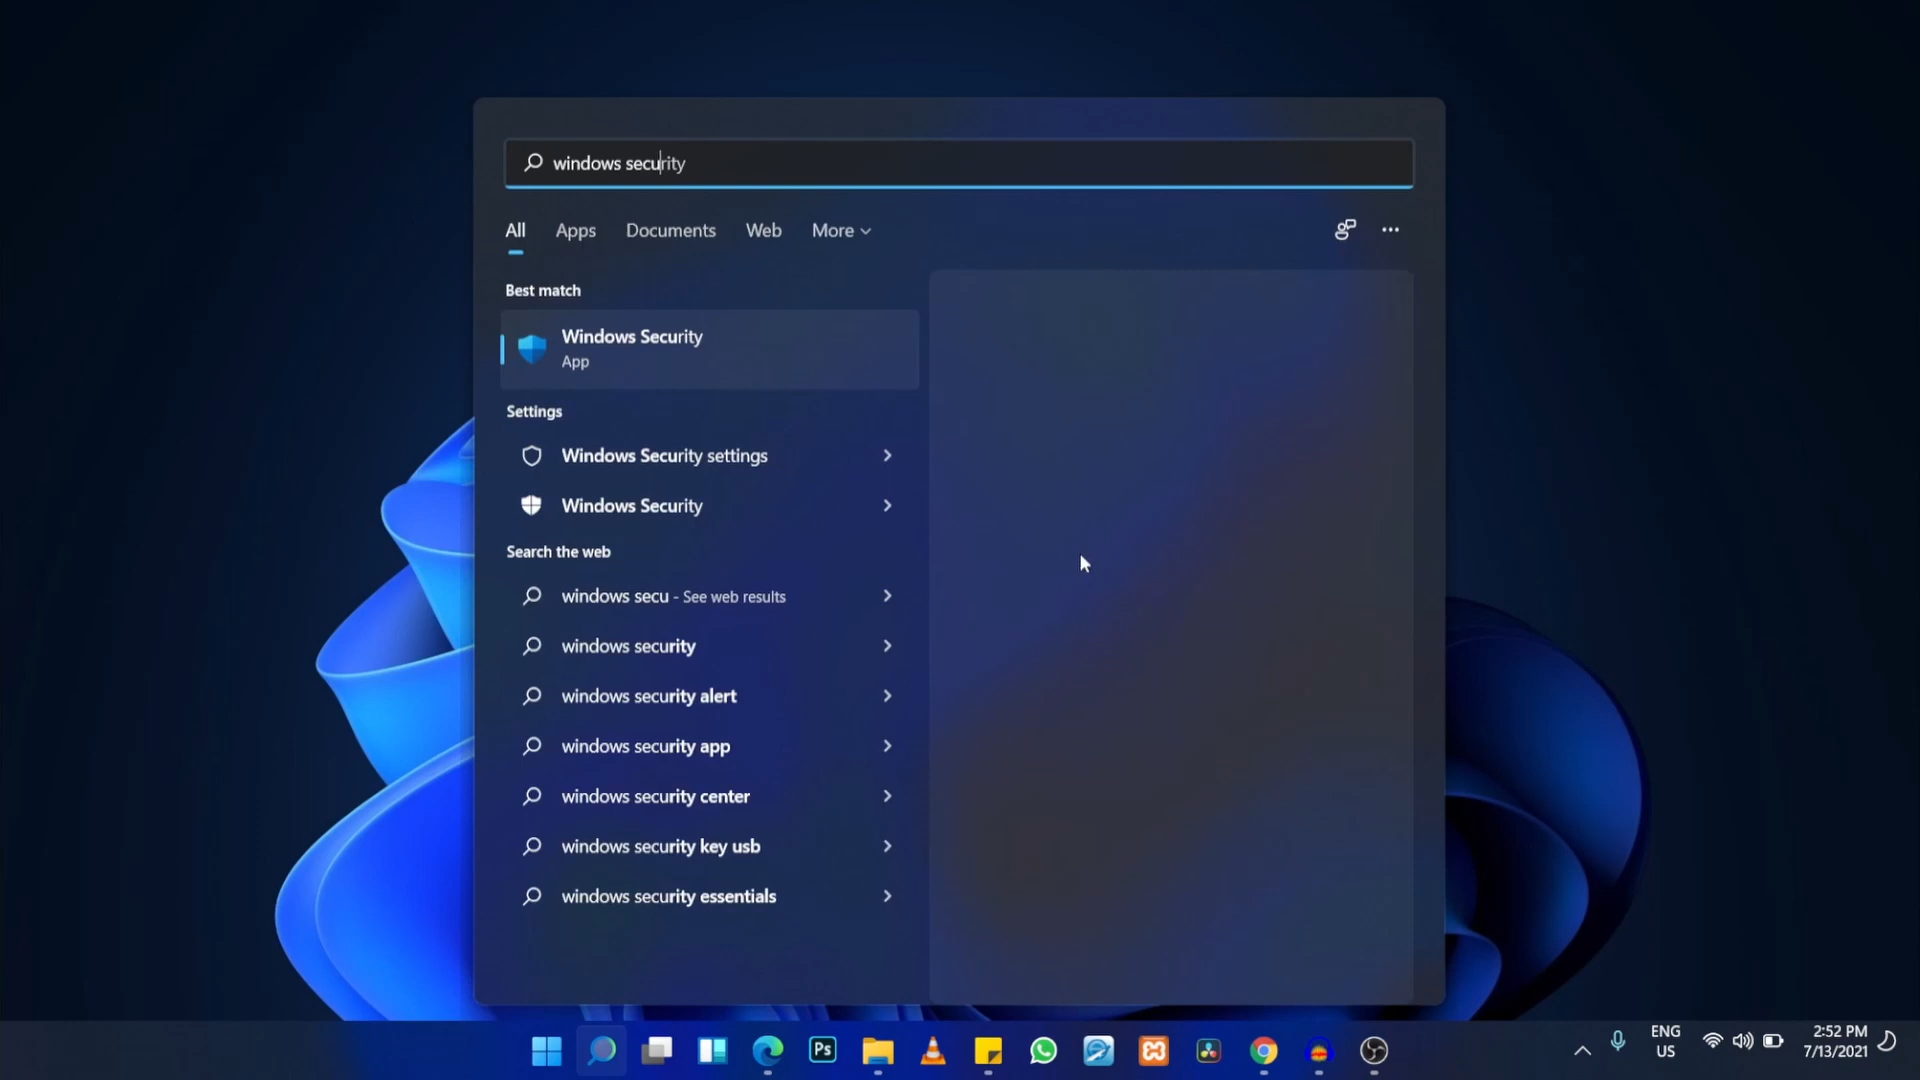 windows security
All Apps Documents Web More
Best match
Windows Security
App
Settings
Windows Security settings
Windows Security
Search the web
windows secu - See web results
windows security
windows security alert
windows security app
windows security center
windows security key usb
windows security essentials
Ps
ENG
US
2:52 PM
7/13/2021